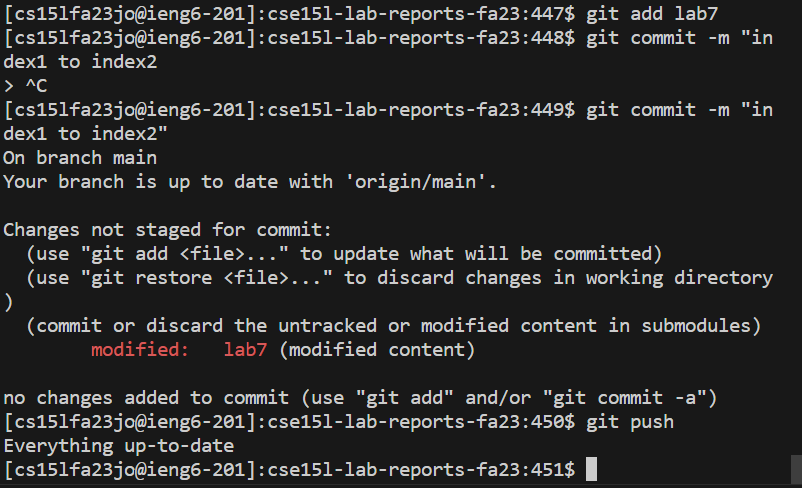 [cs15lfa23jo@ieng6-201]:cse15l-lab-reports-fa23:447$ git add lab7
[cs15lfa23jo@ieng6-201]:cse15l-lab-reports-fa23:448$ git commit -m "in
dex1 to index2
> ^C
[cs15lfa23jo@ieng6-201]:cse15l-lab-reports-fa23:449$ git commit -m "in
dex1 to index2"
On branch main
Your branch is up to date with 'origin/main'.

Changes not staged for commit:
  (use "git add <file>..." to update what will be committed)
  (use "git restore <file>..." to discard changes in working directory
)
  (commit or discard the untracked or modified content in submodules)
        modified:   lab7 (modified content)

no changes added to commit (use "git add" and/or "git commit -a")
[cs15lfa23jo@ieng6-201]:cse15l-lab-reports-fa23:450$ git push
Everything up-to-date
[cs15lfa23jo@ieng6-201]:cse15l-lab-reports-fa23:451$